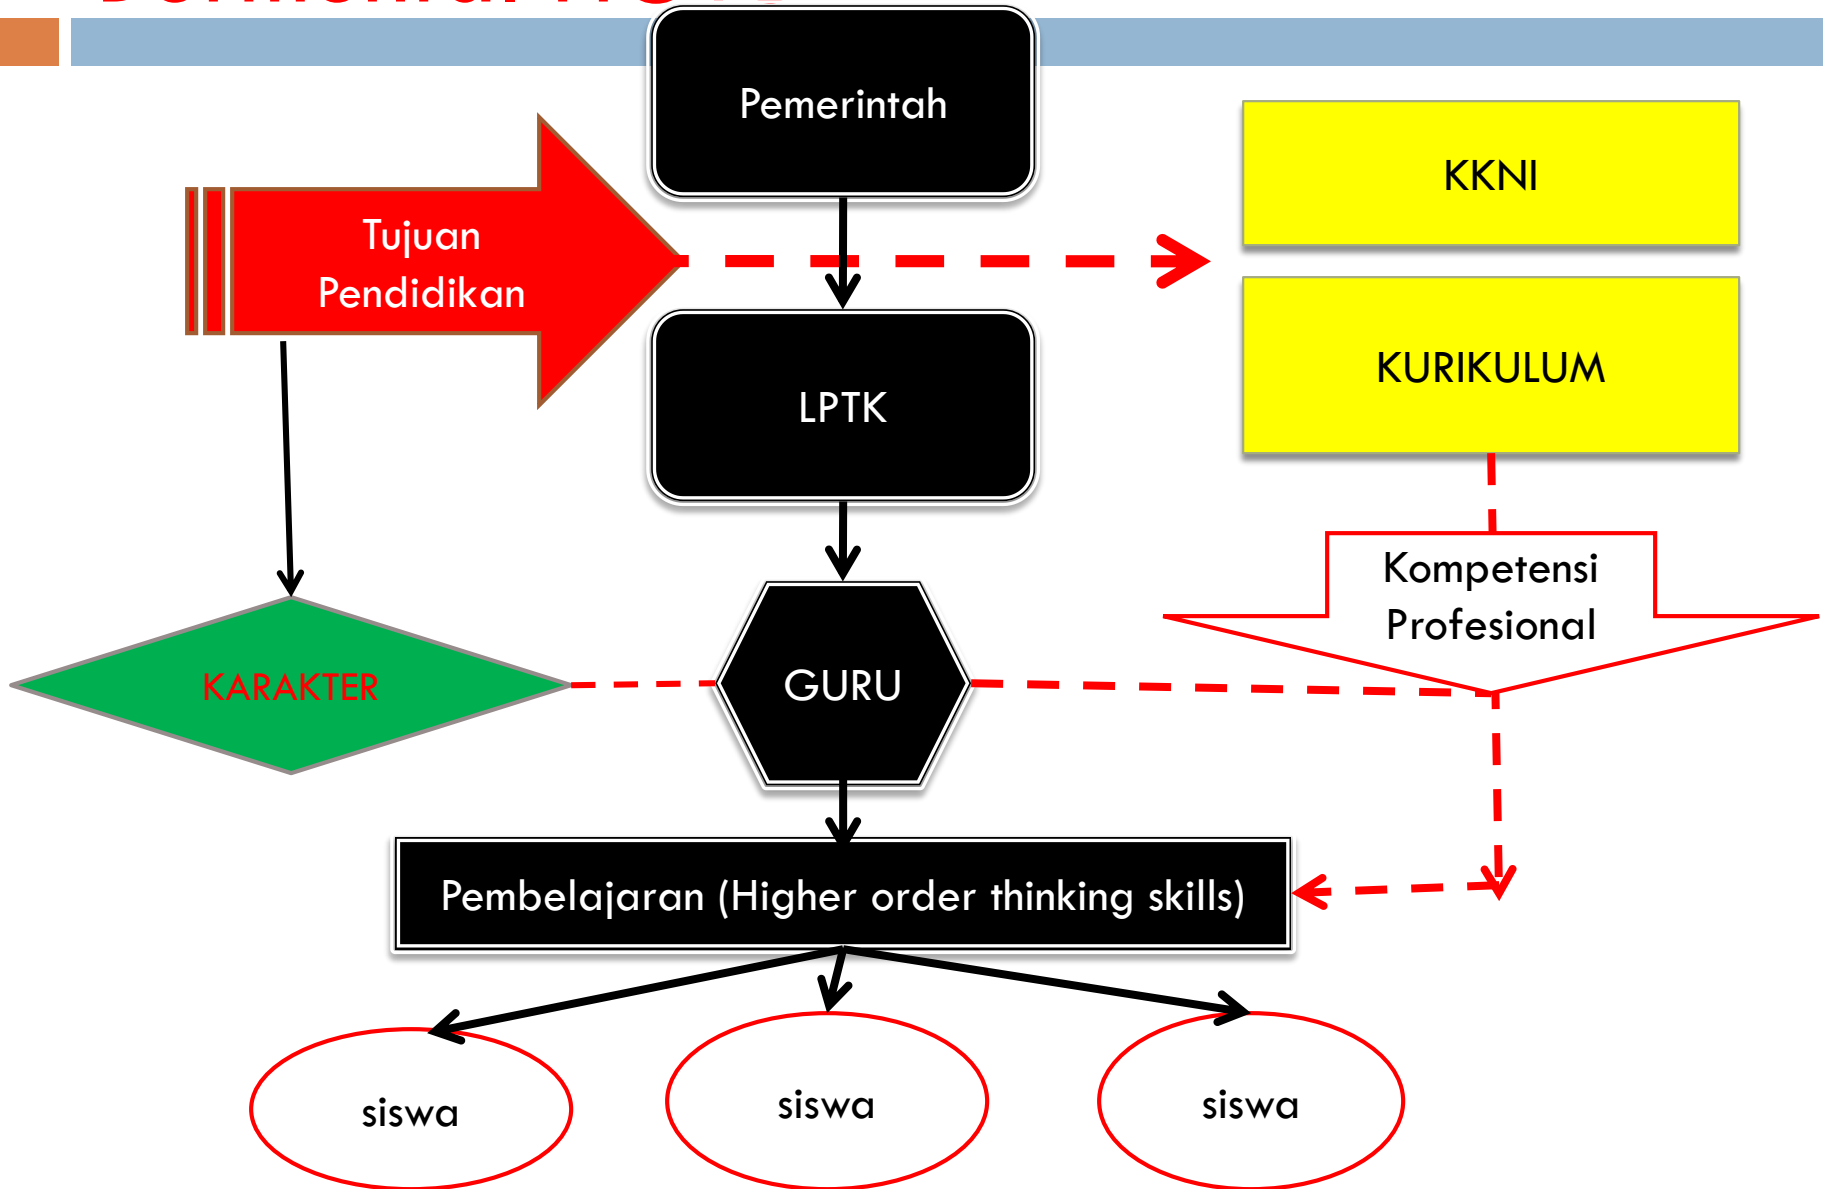 Pemerintah
KKNI
Tujuan
Pendidikan
KURIKULUM
LPTK
Kompetensi
Profesional
KARAKTER
GURU
Pembelajaran (Higher order thinking skills)
siswa
siswa
siswa